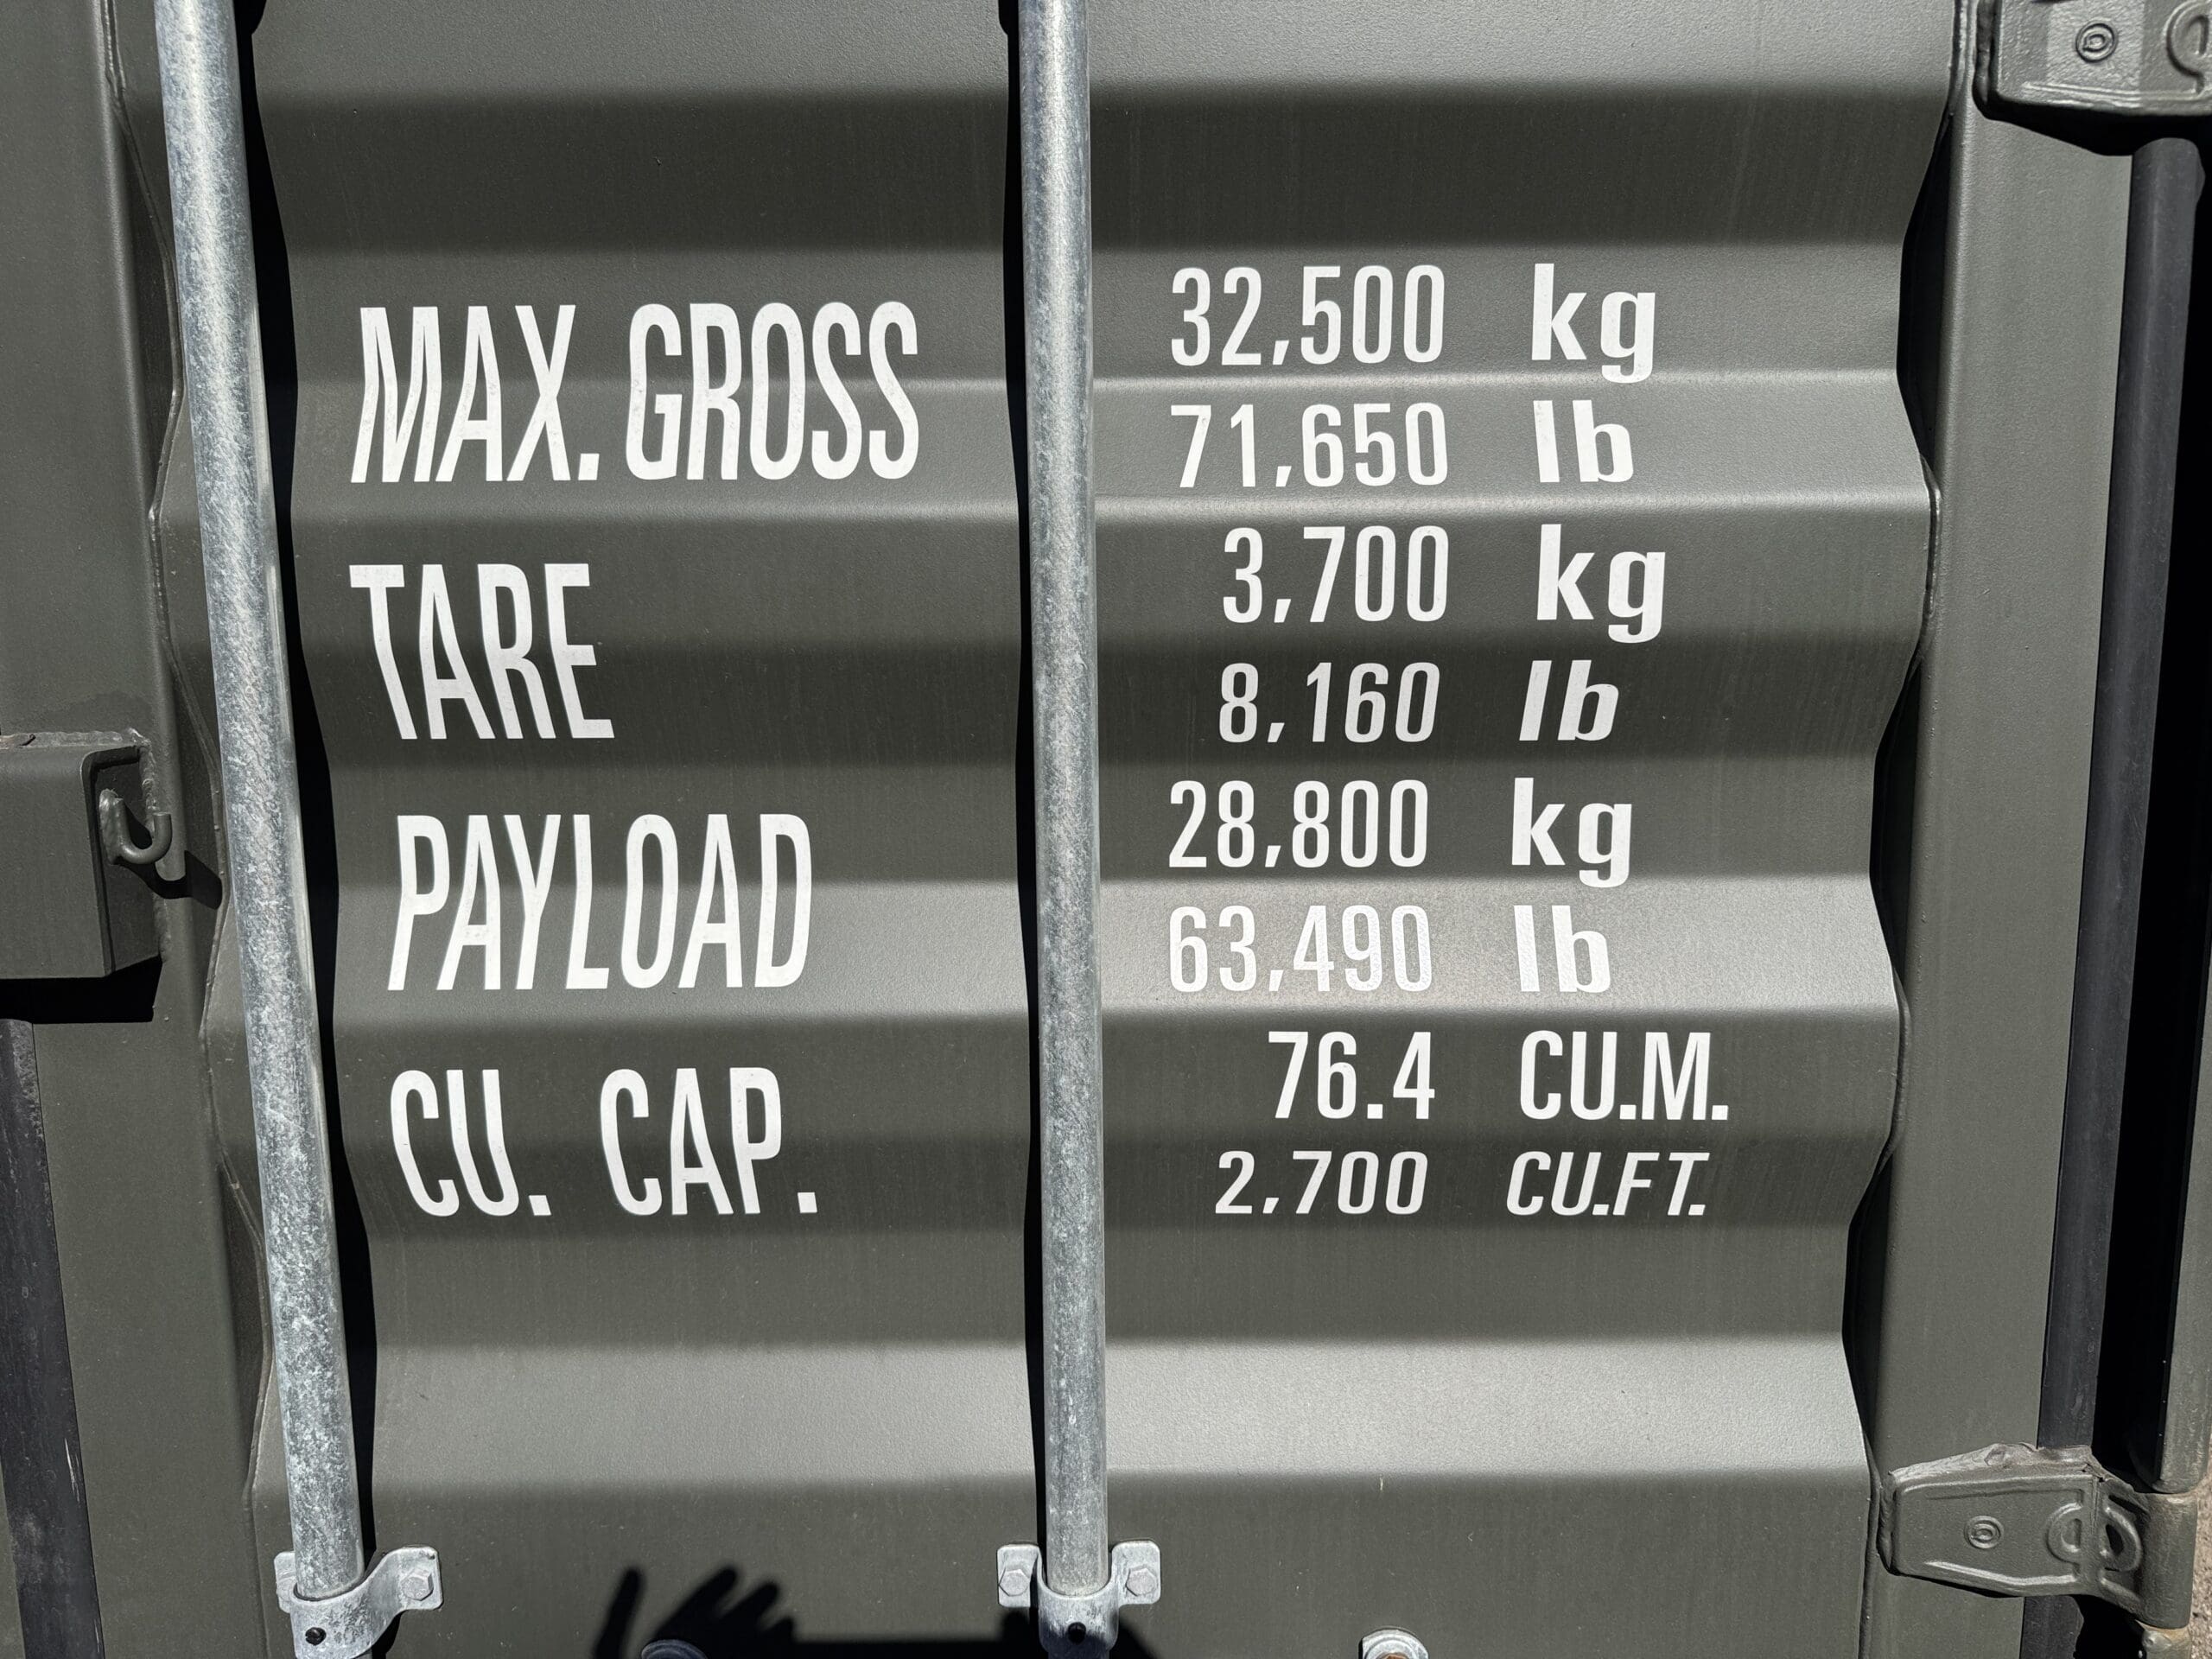 MAX. GROSS 32,500 kg
71,650 lb
TARE 3,700 kg
8,160 lb
PAYLOAD 28,800 kg
63,490 lb
CU. CAP. 76.4 CU.M.
2,700 CU.FT.